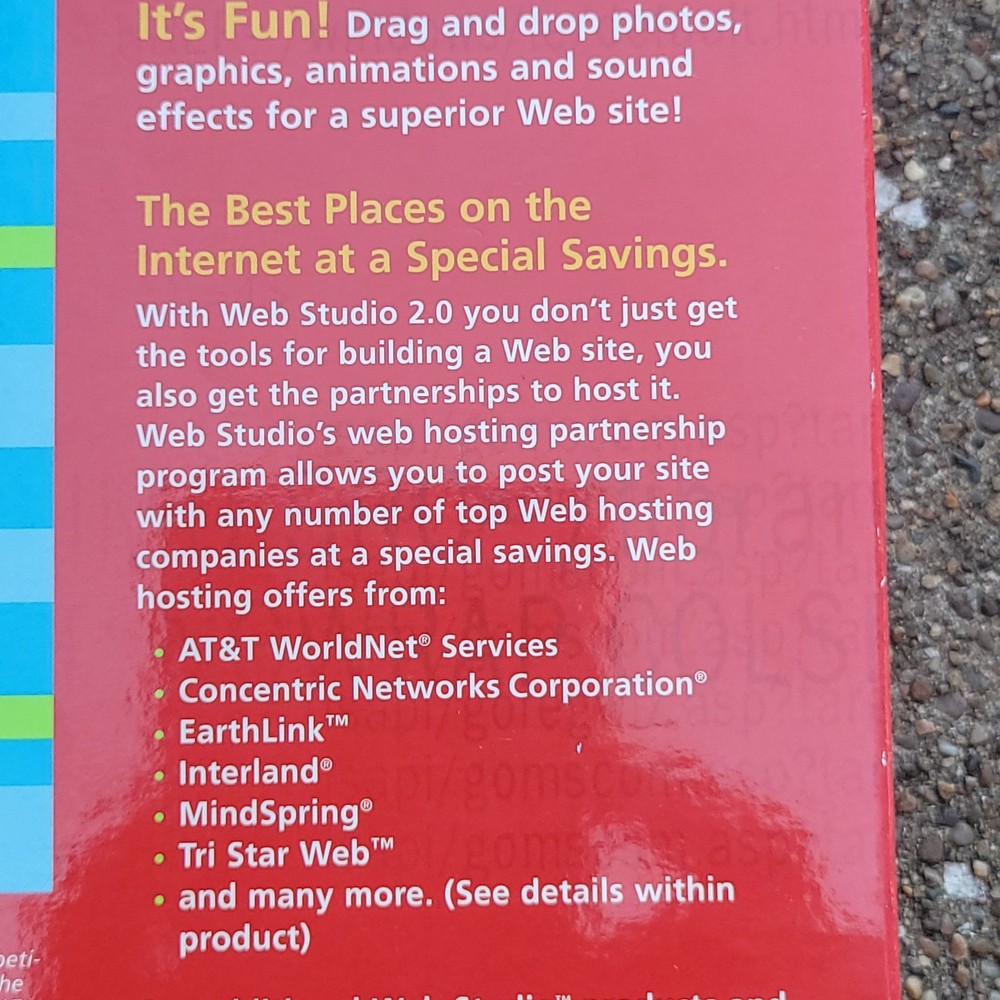 It's Fun! Drag and drop photos,
graphics, animations and sound
effects for a superior Web site!
The Best Places on the
Internet at a Special Savings.
With Web Studio 2.0 you don't just get
the tools for building a Web site, you
also get the partnerships to host it.
Web Studio's web hosting partnership
program allows you to post your site
with any number of top Web hosting
companies at a special savings. Web
hosting offers from:
• AT&T WorldNet® Services
• Concentric Networks Corporation®
• EarthLink™
• Interland®
• MindSpring®
• Tri Star Web™
• and many more. (See details within
product)